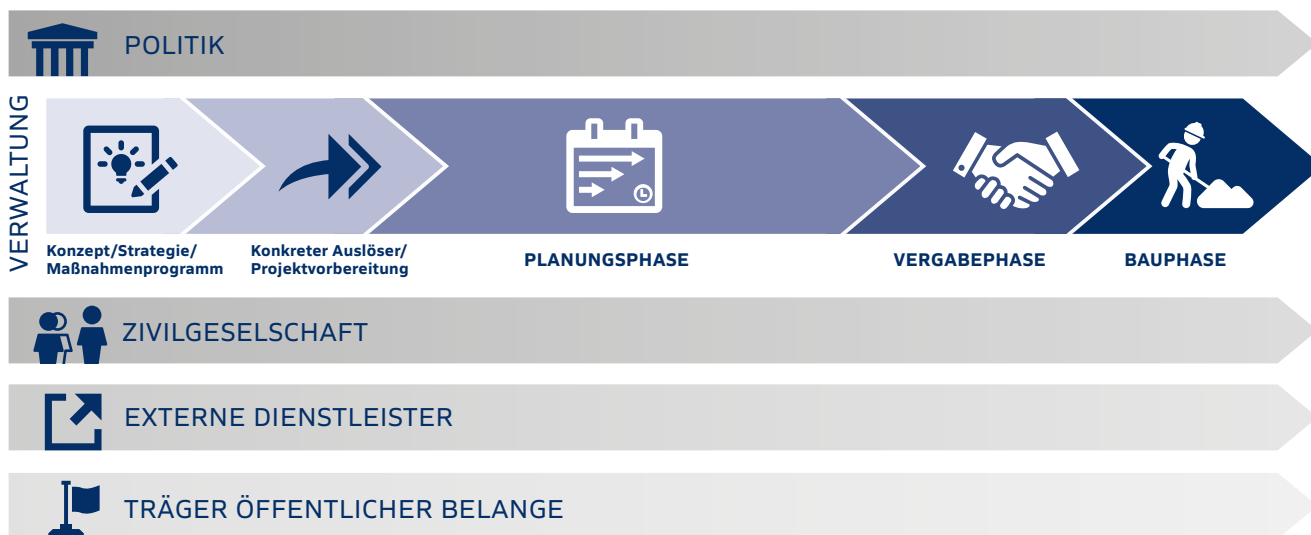 POLITIK
VERWALTUNG
Konzept/Strategie/
Maßnahmenprogramm
Konkreter Auslöser/
Projektvorbereitung
PLANUNGSPHASE
VERGABEPHASE
BAUPHASE
ZIVILGESELSCHAFT
EXTERNE DIENSTLEISTER
TRÄGER ÖFFENTLICHER BELANGE